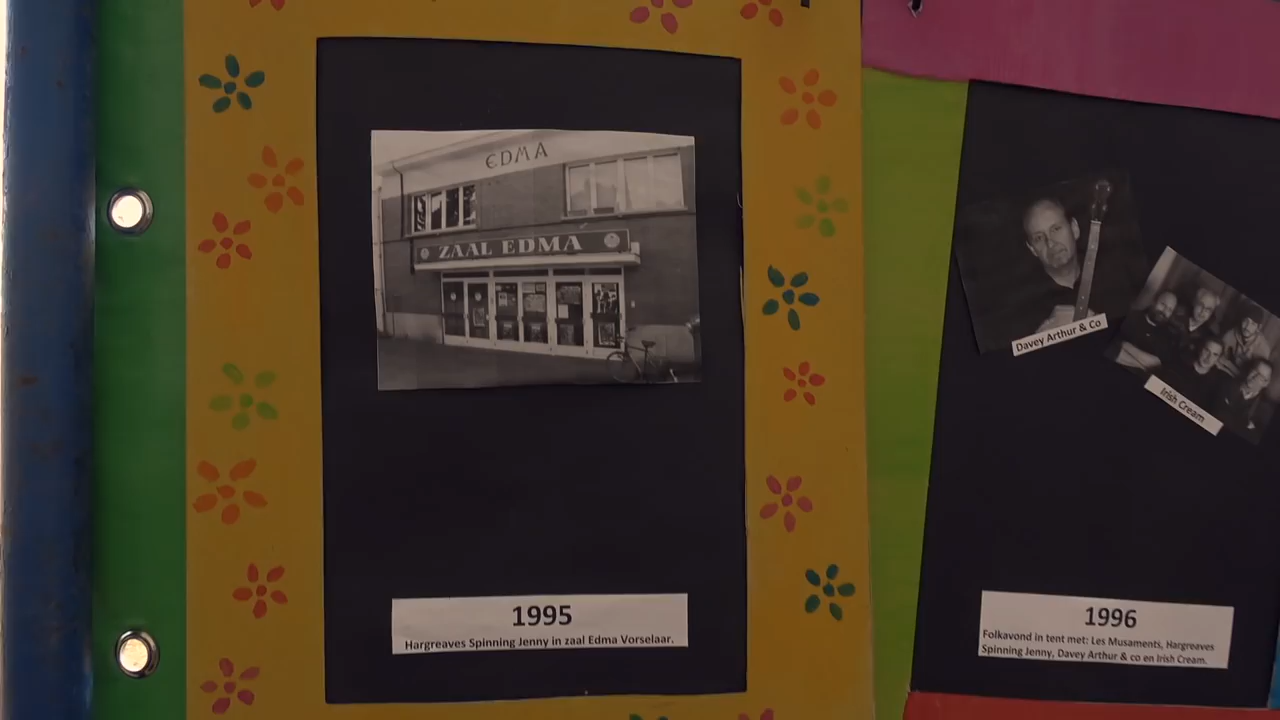 EDMA
ZAAL EDMA
1995
Hargreaves Spinning Jenny in zaal Edma Vorselaar.
Davey Arthur & Co
Irish Cream
1996
Folkavond in tent met: Les Musaments, Hargreaves
Spinning Jenny, Davey Arthur & co en Irish Cream.